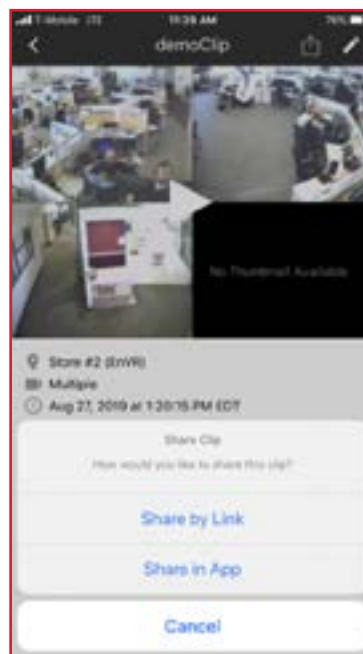 T-Mobile LTE 11:39 AM 76%
demoClip
No Thumbnail Available
Store #2 (EnVR)
Multiple
Aug 27, 2019 at 1:20:15 PM EDT
Share Clip
How would you like to share this clip?
Share by Link
Share in App
Cancel